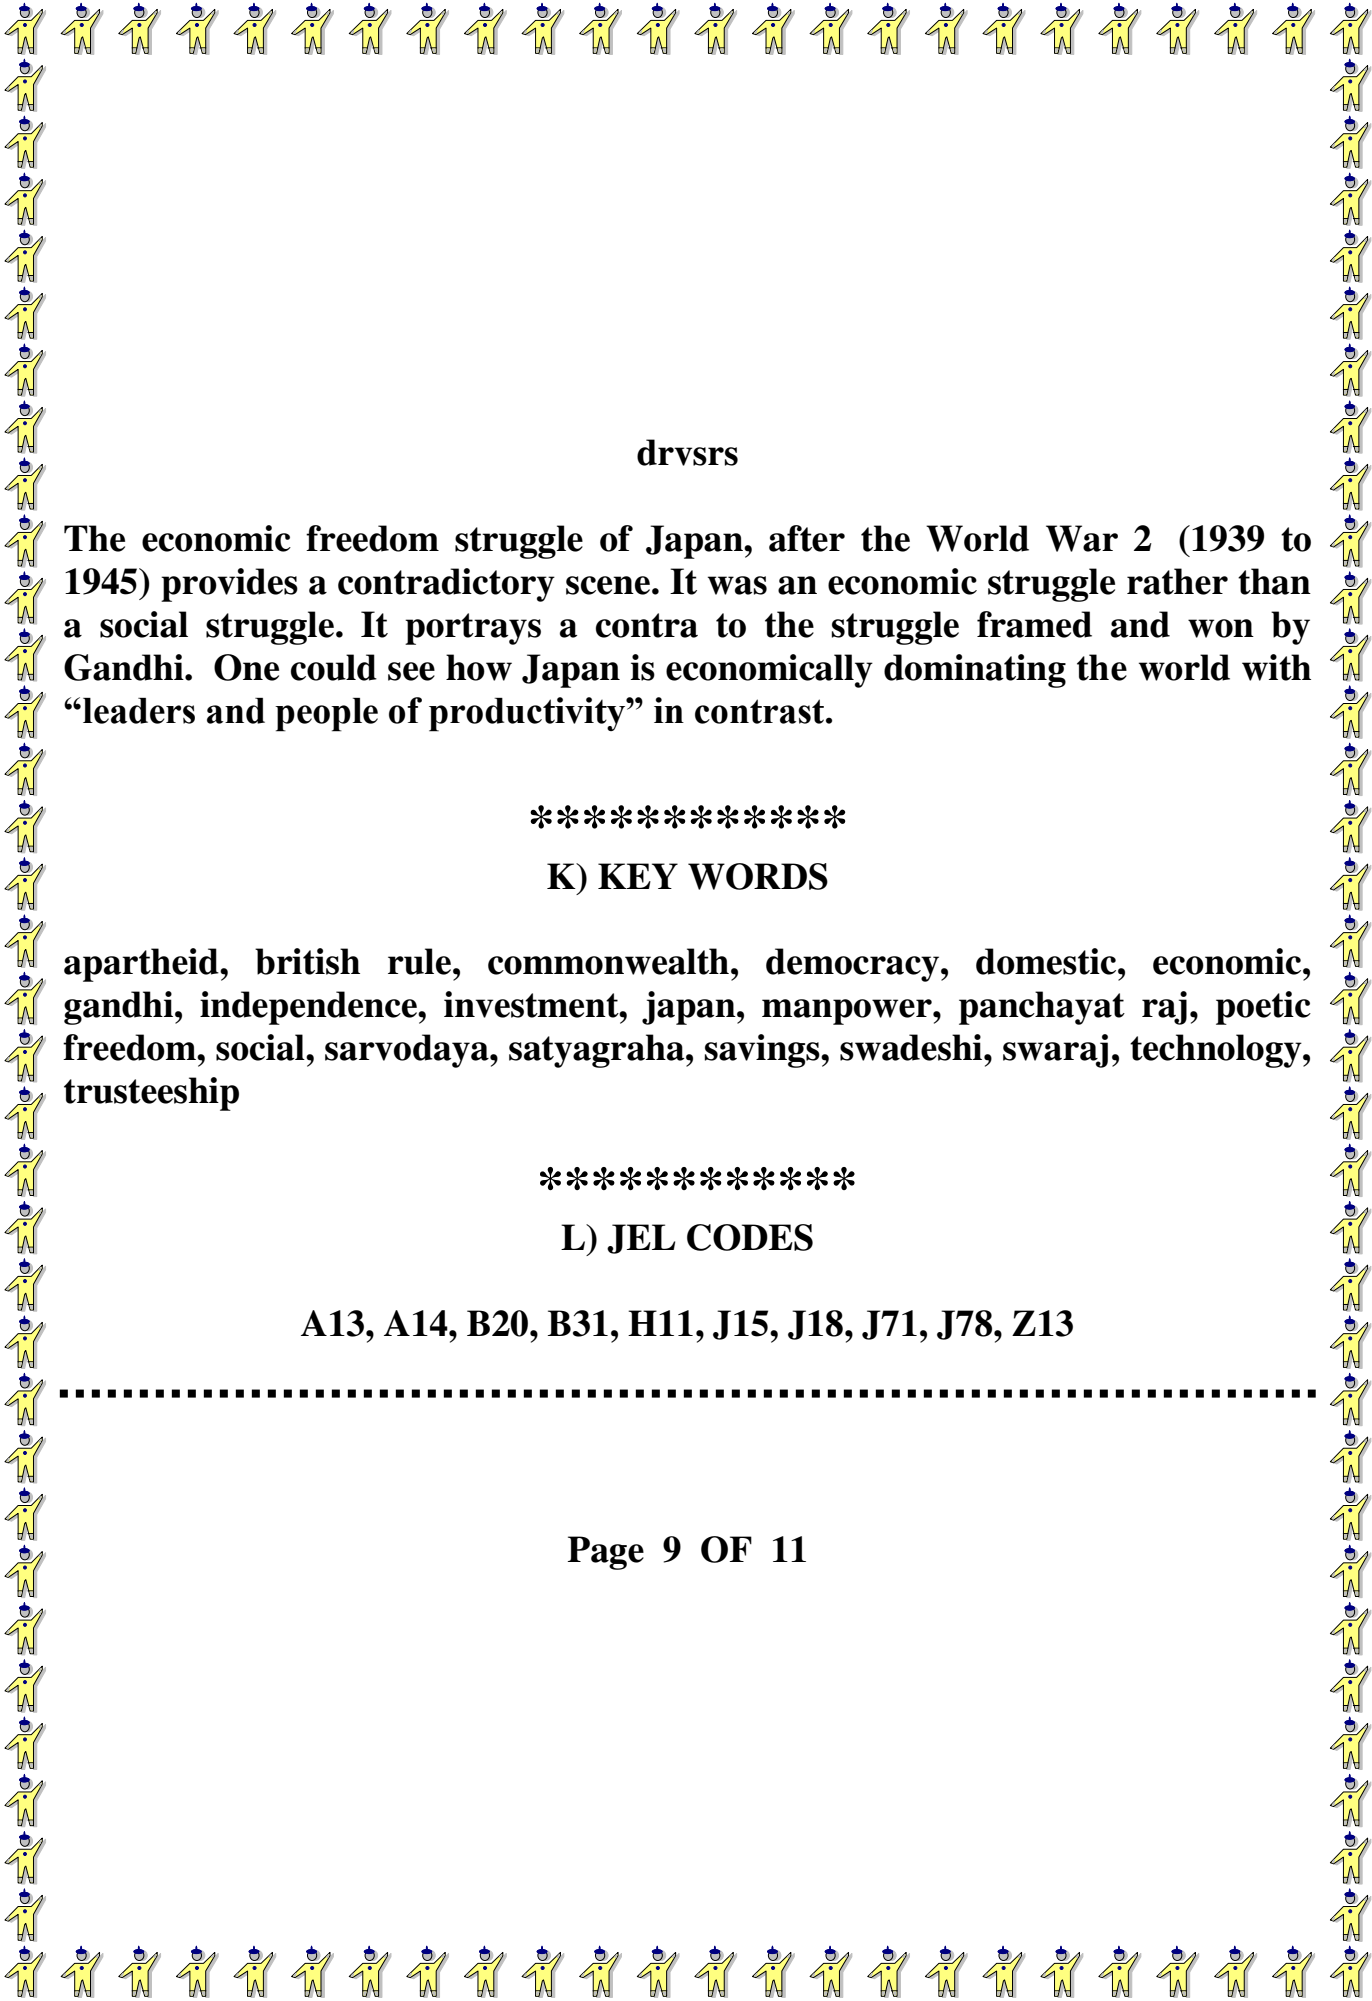 drvsrs
The economic freedom struggle of Japan, after the World War 2 (1939 to
1945) provides a contradictory scene. It was an economic struggle rather than
a social struggle. It portrays a contra to the struggle framed and won by
Gandhi. One could see how Japan is economically dominating the world with
“leaders and people of productivity” in contrast.
************
K) KEY WORDS
apartheid, british rule, commonwealth, democracy, domestic, economic,
gandhi, independence, investment, japan, manpower, panchayat raj, poetic
freedom, social, sarvodaya, satyagraha, savings, swadeshi, swaraj, technology,
trusteeship
************
L) JEL CODES
A13, A14, B20, B31, H11, J15, J18, J71, J78, Z13
Page 9 OF 11